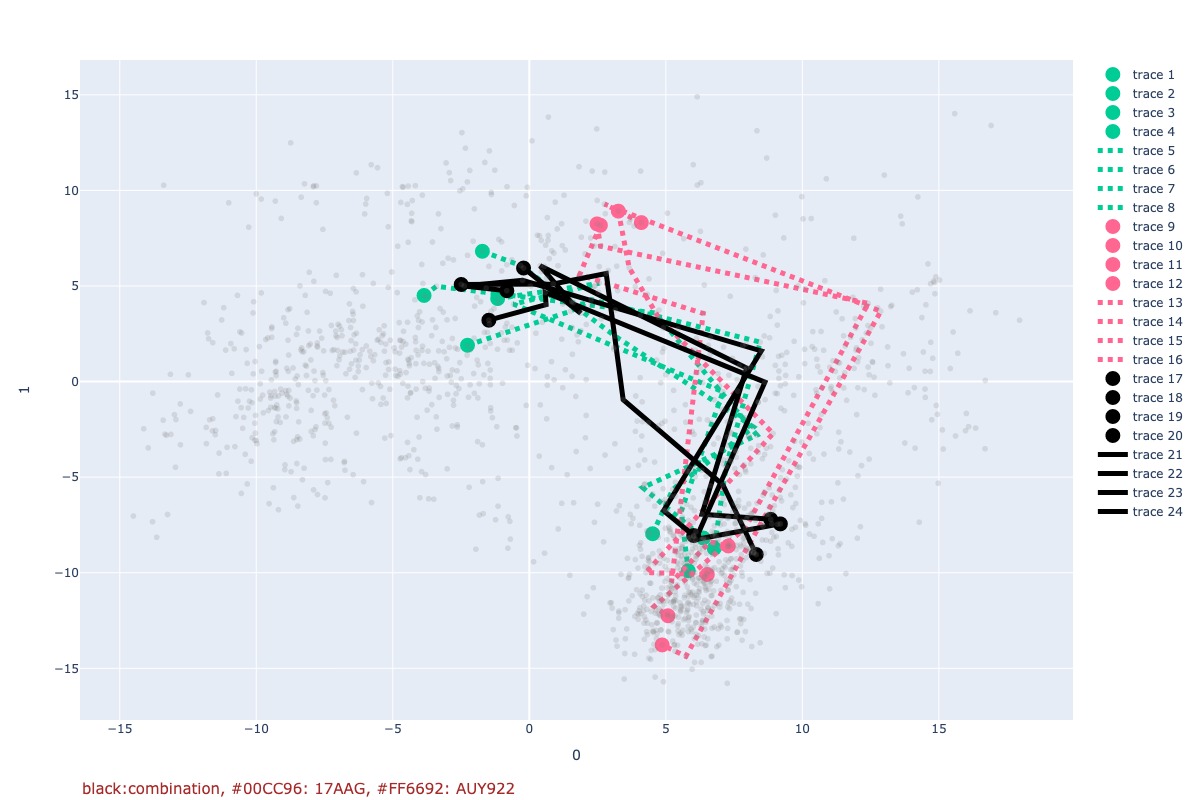 15
10
5
0
−5
−10
−15
1
−15
−10
−5
0
5
10
15
0
trace 1
trace 2
trace 3
trace 4
trace 5
trace 6
trace 7
trace 8
trace 9
trace 10
trace 11
trace 12
trace 13
trace 14
trace 15
trace 16
trace 17
trace 18
trace 19
trace 20
trace 21
trace 22
trace 23
trace 24
black:combination, #00CC96: 17AAG, #FF6692: AUY922